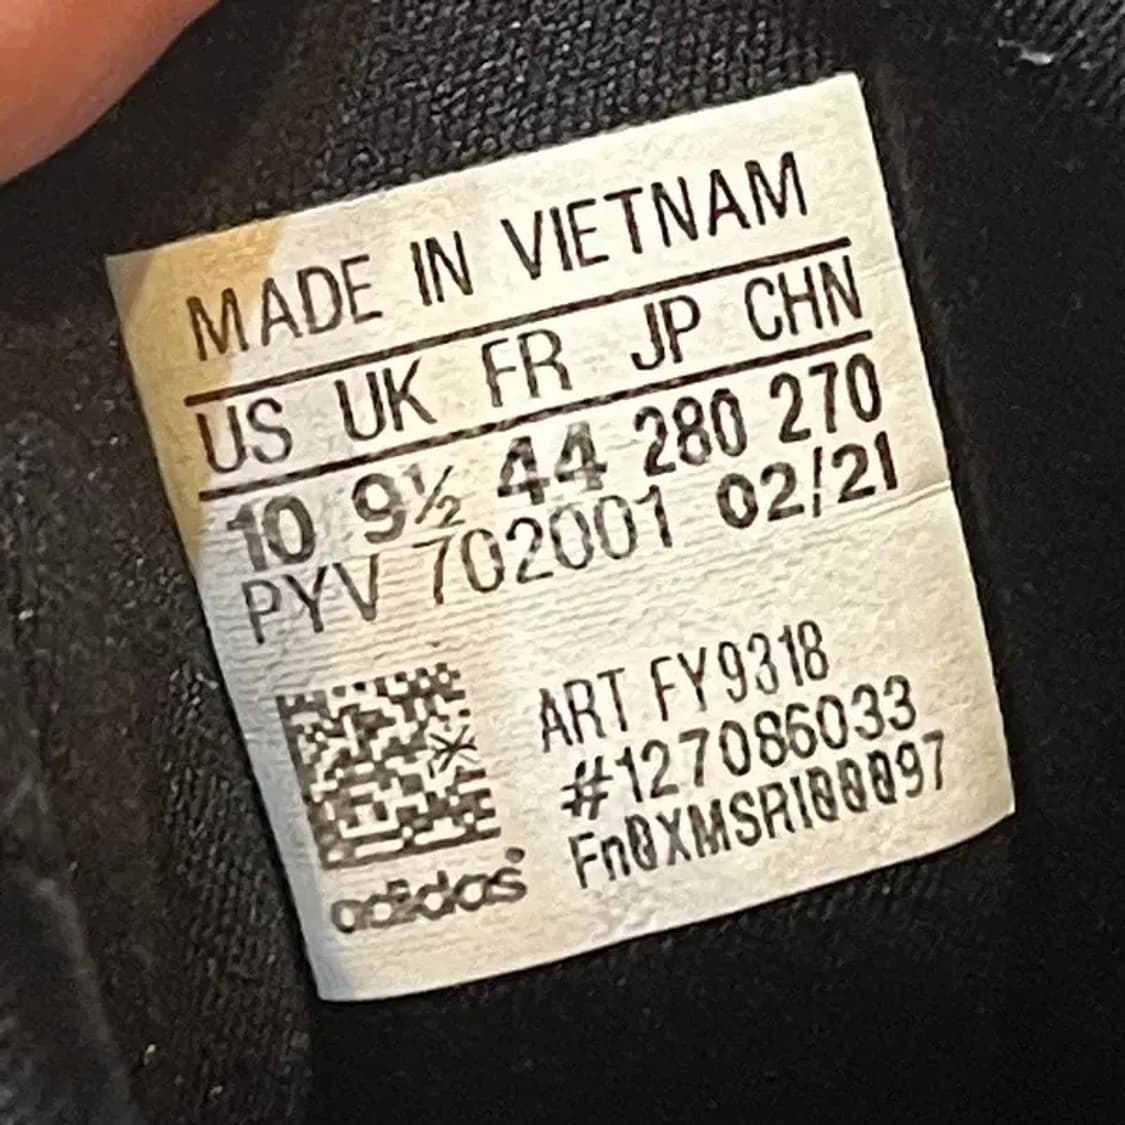 MADE IN VIETNAM
US UK FR JP CHN
10 9½ 44 280 270
PYV 702001 02/21
ART FY9318
#127086033
Fn0XMSRI00097
adidas